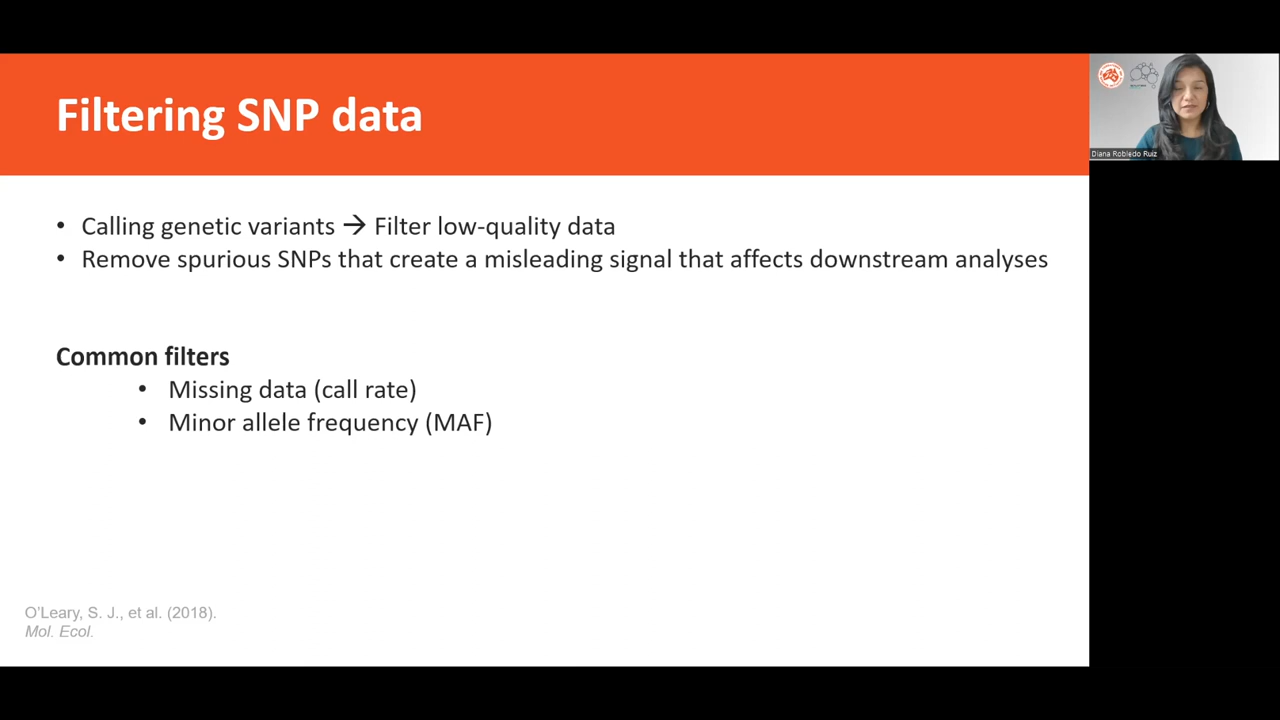 Filtering SNP data
Diana Robledo Ruiz
• Calling genetic variants → Filter low-quality data
• Remove spurious SNPs that create a misleading signal that affects downstream analyses
Common filters
• Missing data (call rate)
• Minor allele frequency (MAF)
O'Leary, S. J., et al. (2018).
Mol. Ecol.